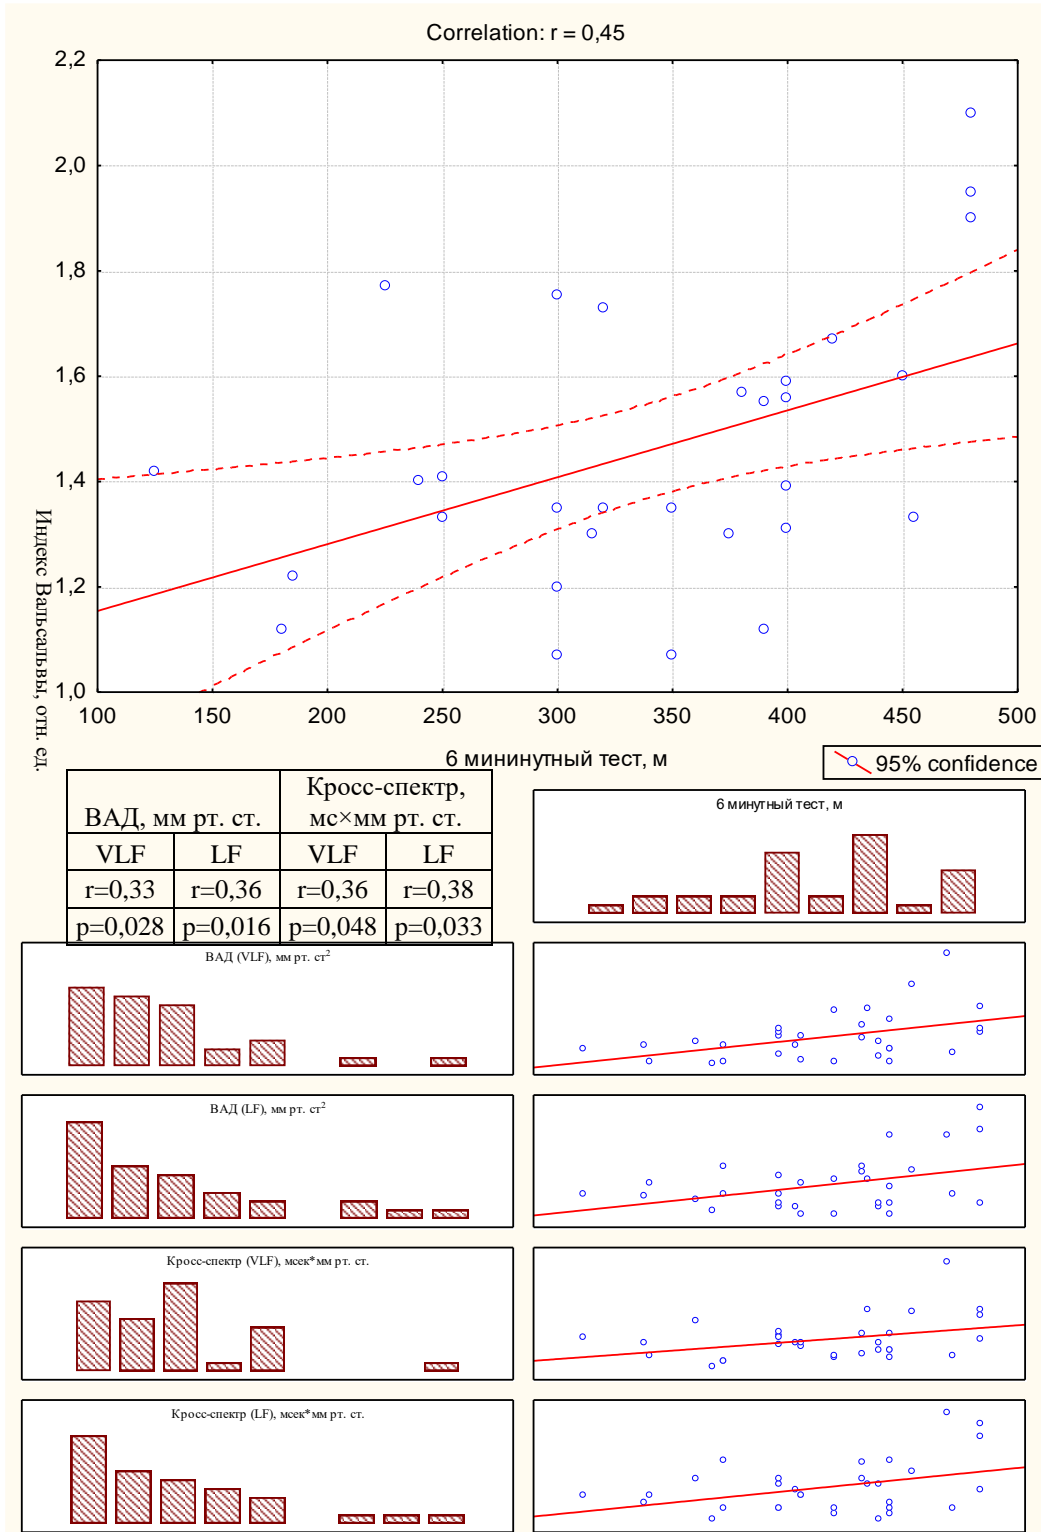 Correlation: r = 0,45
2,2
2,0
1,8
1,6
1,4
1,2
1,0
Индекс Вальсальвы, отн. ед.
100 150 200 250 300 350 400 450 500
6 мининутный тест, м
95% confidence
ВАД, мм рт. ст. Кросс-спектр, мс×мм рт. ст.
VLF LF VLF LF
r=0,33 r=0,36 r=0,36 r=0,38
p=0,028 p=0,016 p=0,048 p=0,033
6 минутный тест, м
ВАД (VLF), мм рт. ст²
ВАД (LF), мм рт. ст²
Кросс-спектр (VLF), мсек*мм рт. ст.
Кросс-спектр (LF), мсек*мм рт. ст.